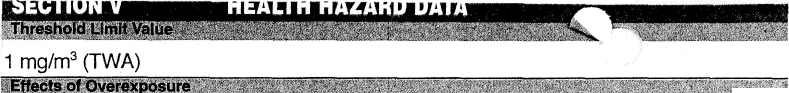 SECTION V HEALTH HAZARD DATA
Threshold Limit Value
1 mg/m³ (TWA)
Effects of Overexposure